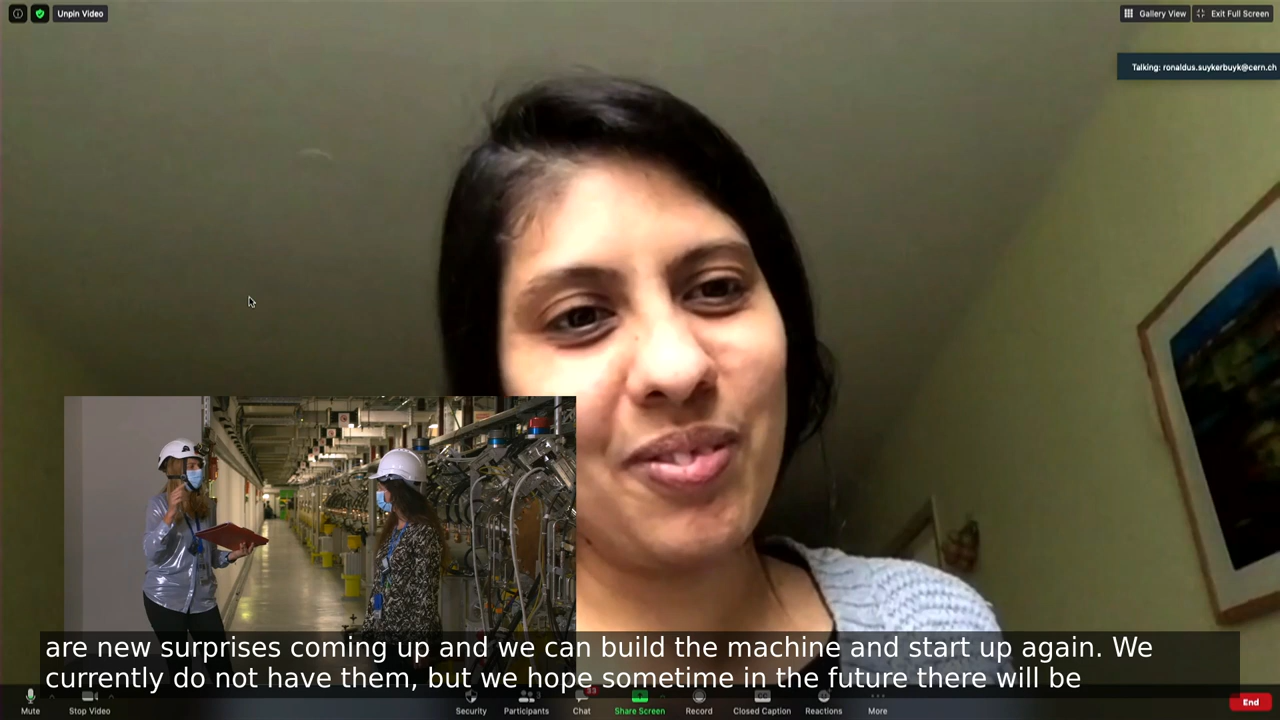 Unpin Video
Gallery View
Exit Full Screen
Talking: ronaldus.suykerbuyk@cern.ch
are new surprises coming up and we can build the machine and start up again. We
currently do not have them, but we hope sometime in the future there will be
Mute
Stop Video
Security
Participants
3
Chat
33
Share Screen
Record
CC
Closed Caption
Reactions
More
End